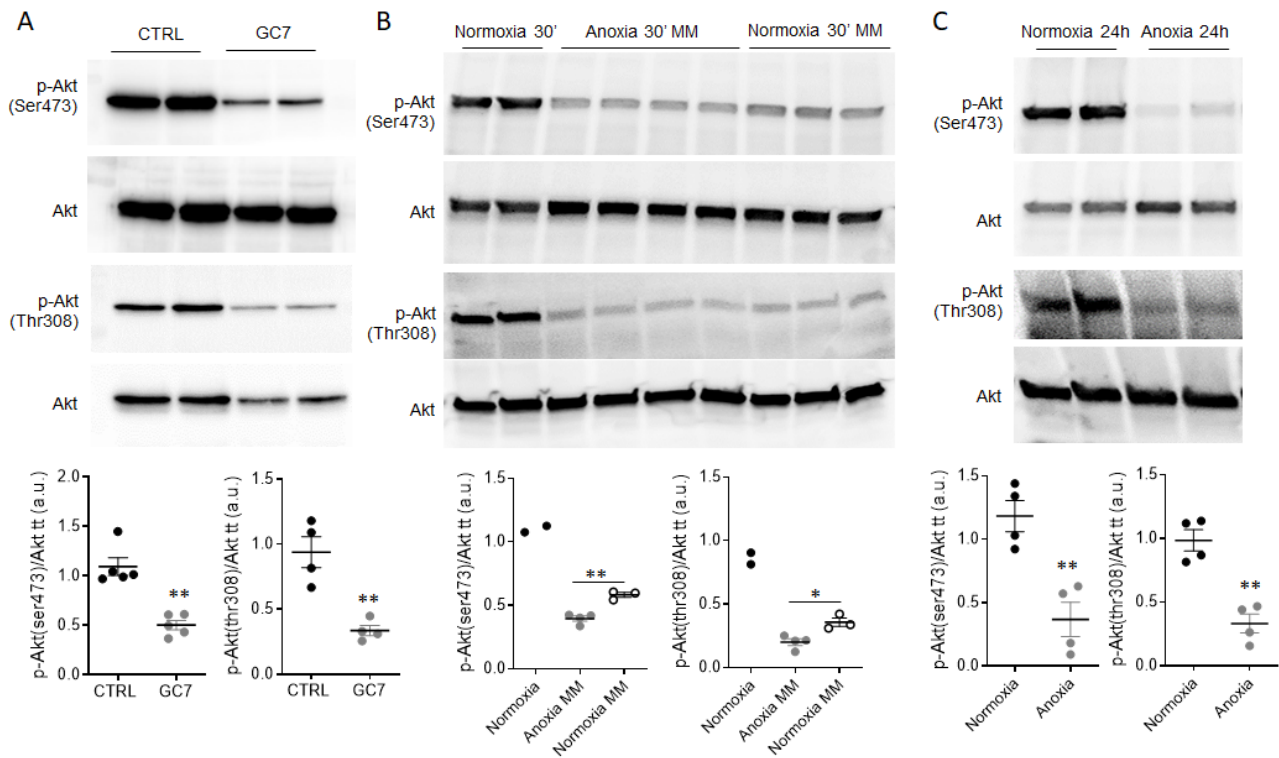 A
CTRL
GC7
p-Akt
(Ser473)
Akt
p-Akt
(Thr308)
Akt
p-Akt(ser473)/Akt tt (a.u.)
2.0
1.5
1.0
0.5
0.0
**
CTRL
GC7
p-Akt(thr308)/Akt tt (a.u.)
1.5
1.0
0.5
0.0
**
CTRL
GC7
B
Normoxia 30'
Anoxia 30' MM
Normoxia 30' MM
p-Akt
(Ser473)
Akt
p-Akt
(Thr308)
Akt
p-Akt(ser473)/Akt tt (a.u.)
1.5
1.0
0.5
0.0
**
Normoxia
Anoxia MM
Normoxia MM
p-Akt(thr308)/Akt tt (a.u.)
1.5
1.0
0.5
0.0
*
Normoxia
Anoxia MM
Normoxia MM
C
Normoxia 24h
Anoxia 24h
p-Akt
(Ser473)
Akt
p-Akt
(Thr308)
Akt
p-Akt(ser473)/Akt tt (a.u.)
1.5
1.0
0.5
0.0
**
Normoxia
Anoxia
p-Akt(thr308)/Akt tt (a.u.)
1.5
1.0
0.5
0.0
**
Normoxia
Anoxia